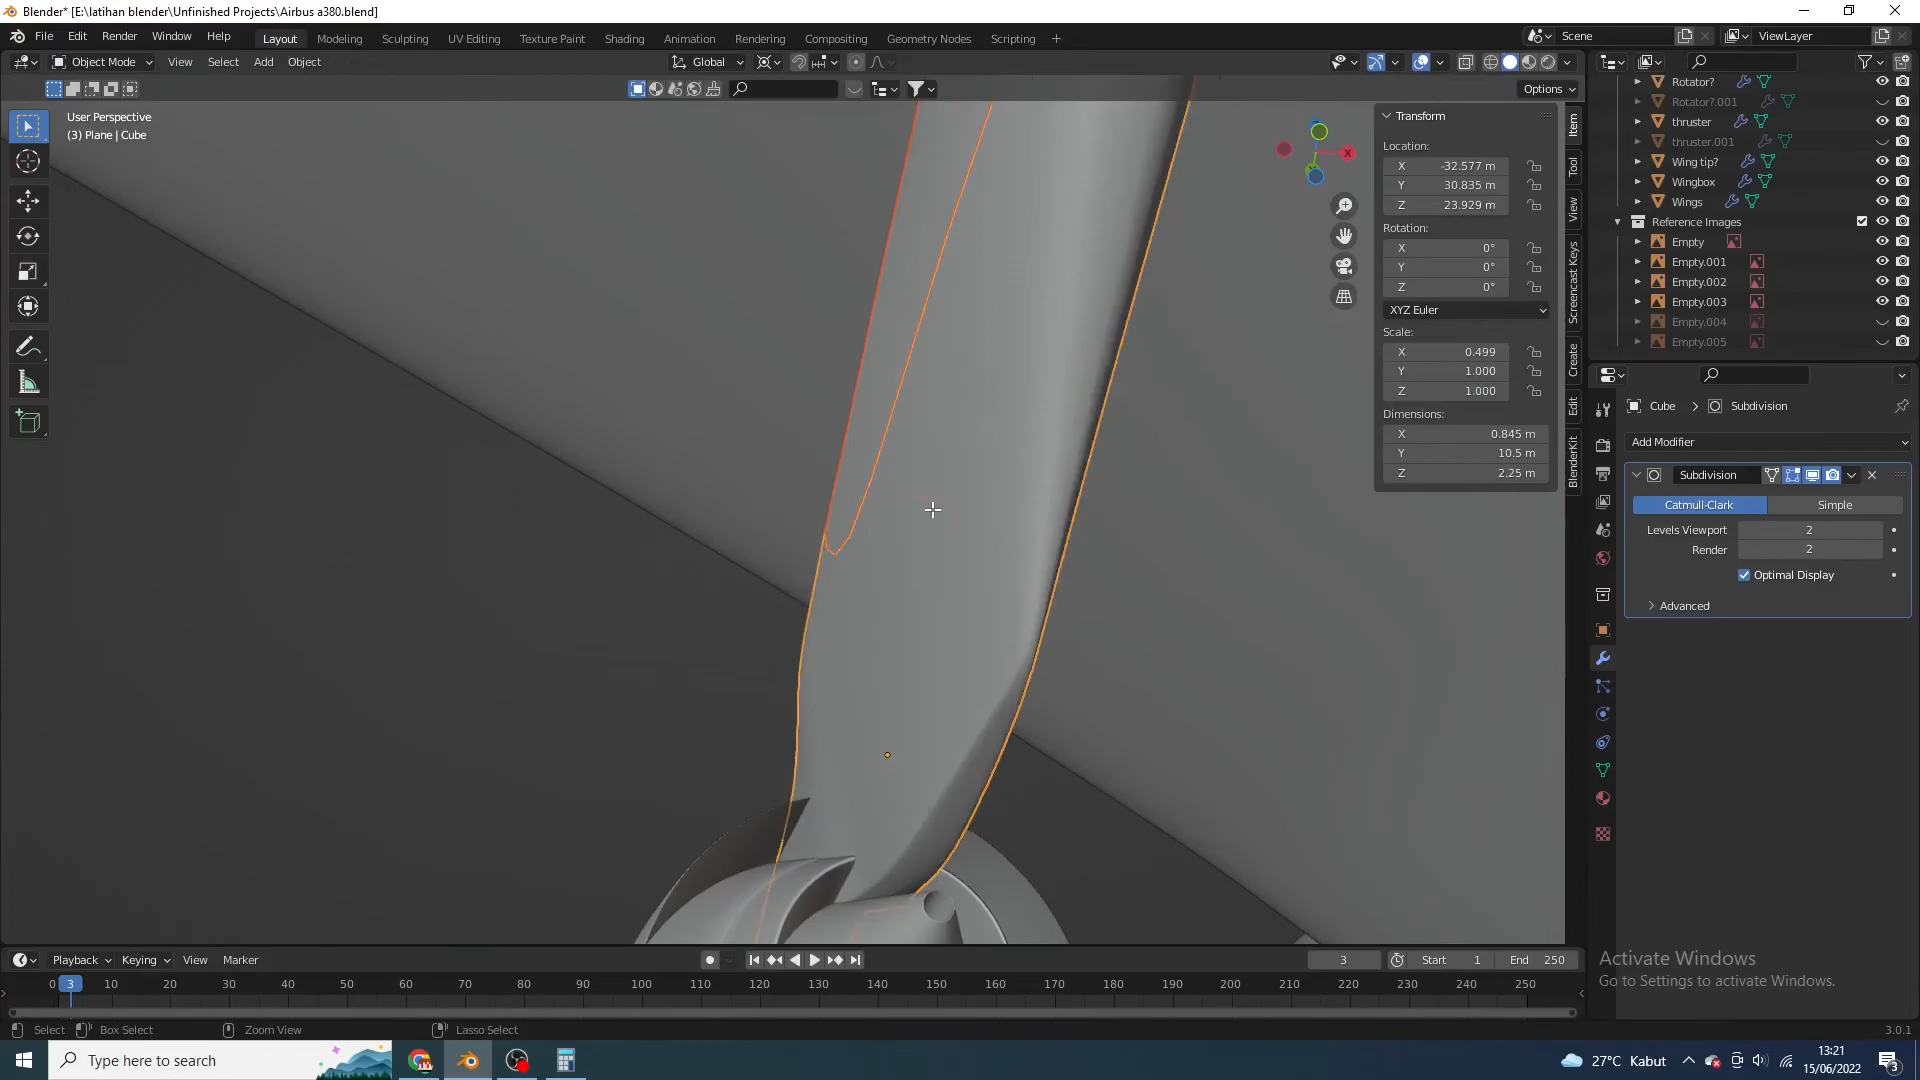 Blender* [E:\latihan blender\Unfinished Projects\Airbus a380.blend]
File Edit Render Window Help
Layout Modeling Sculpting UV Editing Texture Paint Shading Animation Rendering Compositing Geometry Nodes Scripting +
Scene ViewLayer
Object Mode View Select Add Object Global
Options
User Perspective
(3) Plane | Cube
Transform
Location:
X -32.577 m
Y 30.835 m
Z 23.929 m
Rotation:
X 0°
Y 0°
Z 0°
XYZ Euler
Scale:
X 0.499
Y 1.000
Z 1.000
Dimensions:
X 0.845 m
Y 10.5 m
Z 2.25 m
Item
Tool
View
Screencast Keys
Create
Edit
BlenderKit
X
Rotator?
Rotator?.001
thruster
thruster.001
Wing tip?
Wingbox
Wings
Reference Images
Empty
Empty.001
Empty.002
Empty.003
Empty.004
Empty.005
Cube > Subdivision
Add Modifier
Subdivision
Catmull-Clark Simple
Levels Viewport 2
Render 2
Optimal Display
Advanced
Activate Windows
Go to Settings to activate Windows.
Playback Keying View Marker
3 Start 1 End 250
0 3 10 20 30 40 50 60 70 80 90 100 110 120 130 140 150 160 170 180 190 200 210 220 230 240 250
Select Box Select Zoom View Lasso Select
3.0.1
Type here to search
27°C Kabut
13:21
15/06/2022
3